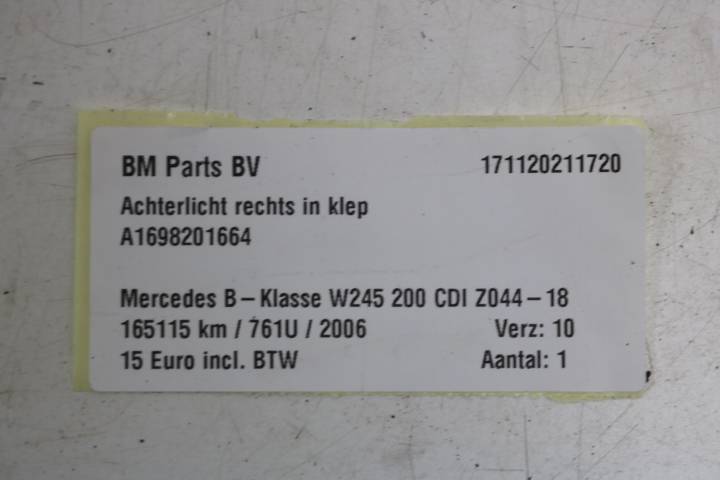 BM Parts BV 171120211720
Achterlicht rechts in klep
A1698201664
Mercedes B-Klasse W245 200 CDI Z044-18
165115 km / 761U / 2006 Verz: 10
15 Euro incl. BTW Aantal: 1